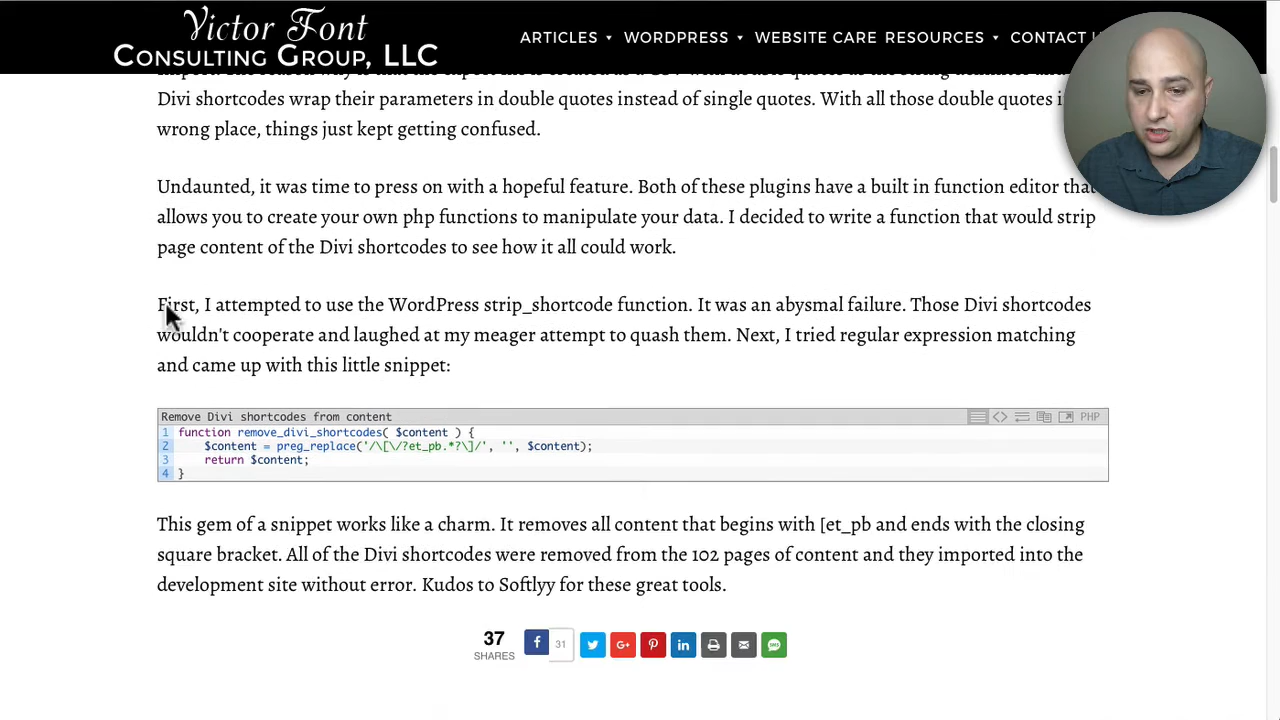 Victor Font
CONSULTING GROUP, LLC
ARTICLES WORDPRESS WEBSITE CARE RESOURCES CONTACT
Divi shortcodes wrap their parameters in double quotes instead of single quotes. With all those double quotes
wrong place, things just kept getting confused.
Undaunted, it was time to press on with a hopeful feature. Both of these plugins have a built in function editor that
allows you to create your own php functions to manipulate your data. I decided to write a function that would strip
page content of the Divi shortcodes to see how it all could work.
First, I attempted to use the WordPress strip_shortcode function. It was an abysmal failure. Those Divi shortcodes
wouldn't cooperate and laughed at my meager attempt to quash them. Next, I tried regular expression matching
and came up with this little snippet:
Remove Divi shortcodes from content PHP
1 function remove_divi_shortcodes( $content ) {
2 $content = preg_replace('/\[\/?et_pb.*?\]/', '', $content);
3 return $content;
4 }
This gem of a snippet works like a charm. It removes all content that begins with [et_pb and ends with the closing
square bracket. All of the Divi shortcodes were removed from the 102 pages of content and they imported into the
development site without error. Kudos to Softlyy for these great tools.
37
SHARES
31
SMS